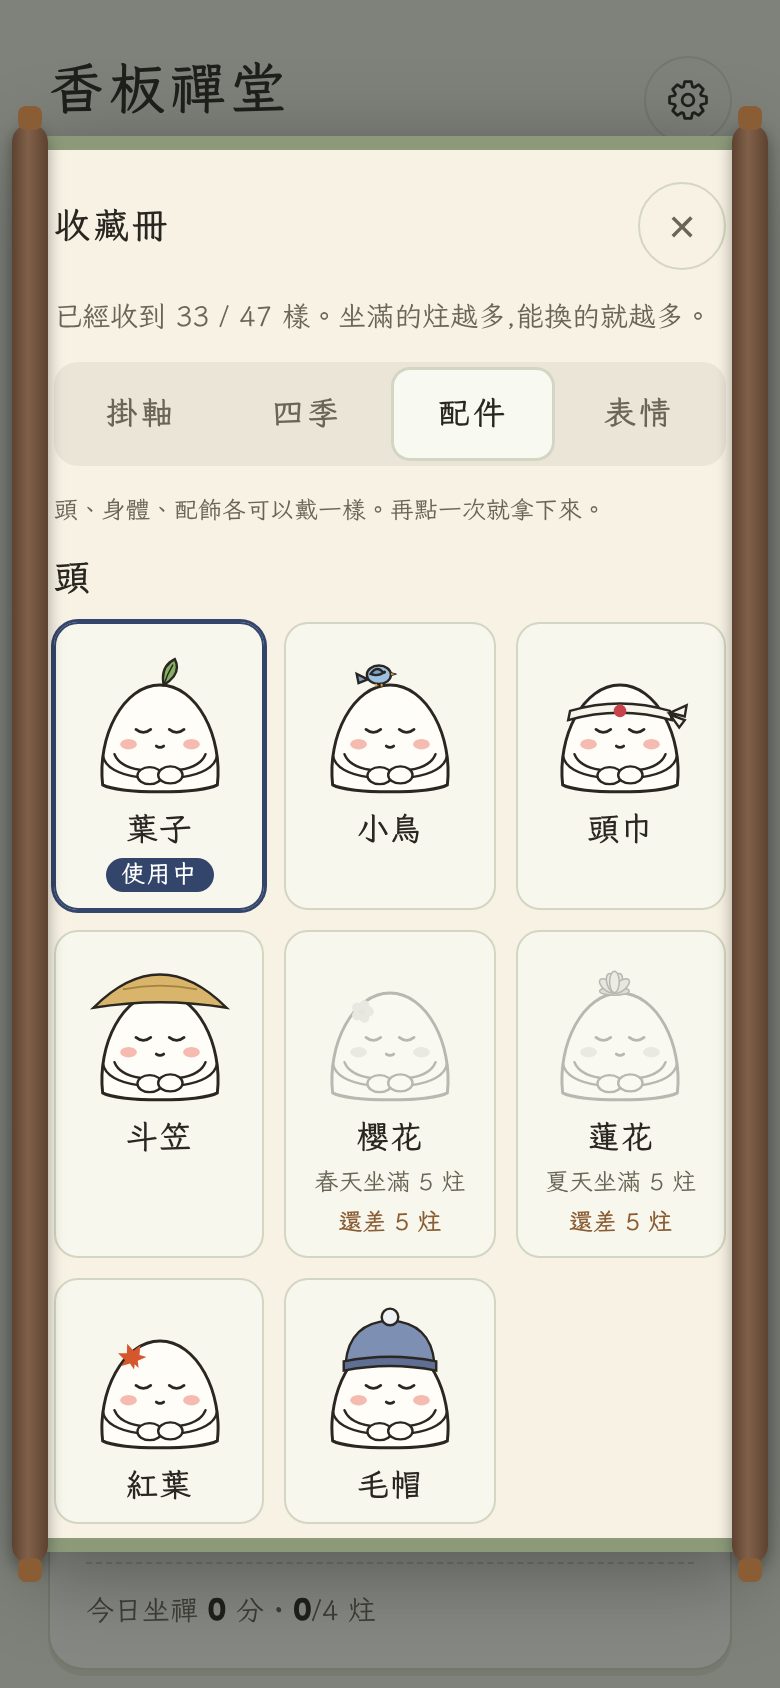 香板禪堂
收藏冊
已經收到 33 / 47 樣。坐滿的炷越多,能換的就越多。
掛軸 四季 配件 表情
頭、身體、配飾各可以戴一樣。再點一次就拿下來。
頭
葉子 小鳥 頭巾
使用中
斗笠 櫻花 蓮花
春天坐滿 5 炷 夏天坐滿 5 炷
還差 5 炷 還差 5 炷
紅葉 毛帽
今日坐禪 0 分・0/4 炷